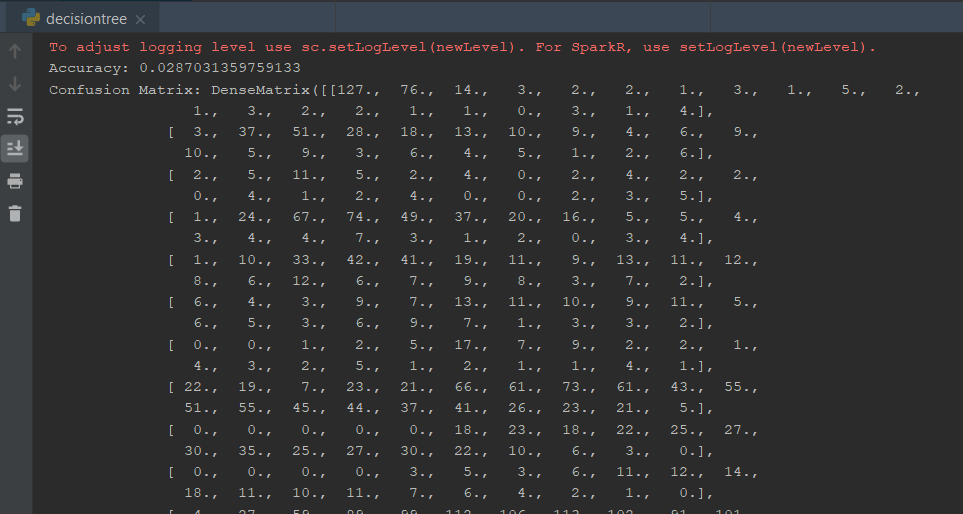 decisiontree
To adjust logging level use sc.setLogLevel(newLevel). For SparkR, use setLogLevel(newLevel).
Accuracy: 0.0287031359759133
Confusion Matrix: DenseMatrix([[127., 76., 14., 3., 2., 2., 1., 3., 1., 5., 2.,
1., 3., 2., 2., 1., 1., 0., 3., 1., 4.],
[ 3., 37., 51., 28., 18., 13., 10., 9., 4., 6., 9.,
10., 5., 9., 3., 6., 4., 5., 1., 2., 6.],
[ 2., 5., 11., 5., 2., 4., 0., 2., 4., 2., 2.,
0., 4., 1., 2., 4., 0., 0., 2., 3., 5.],
[ 1., 24., 67., 74., 49., 37., 20., 16., 5., 5., 4.,
3., 4., 4., 7., 3., 1., 2., 0., 3., 4.],
[ 1., 10., 33., 42., 41., 19., 11., 9., 13., 11., 12.,
8., 6., 12., 6., 7., 9., 8., 3., 7., 2.],
[ 6., 4., 3., 9., 7., 13., 11., 10., 9., 11., 5.,
6., 5., 3., 6., 9., 7., 1., 3., 3., 2.],
[ 0., 0., 1., 2., 5., 17., 7., 9., 2., 2., 1.,
4., 3., 2., 5., 1., 2., 1., 1., 4., 1.],
[ 22., 19., 7., 23., 21., 66., 61., 73., 61., 43., 55.,
51., 55., 45., 44., 37., 41., 26., 23., 21., 5.],
[ 0., 0., 0., 0., 0., 18., 23., 18., 22., 25., 27.,
30., 35., 25., 27., 30., 22., 10., 6., 3., 0.],
[ 0., 0., 0., 0., 3., 5., 3., 6., 11., 12., 14.,
18., 11., 10., 11., 7., 6., 4., 2., 1., 0.],